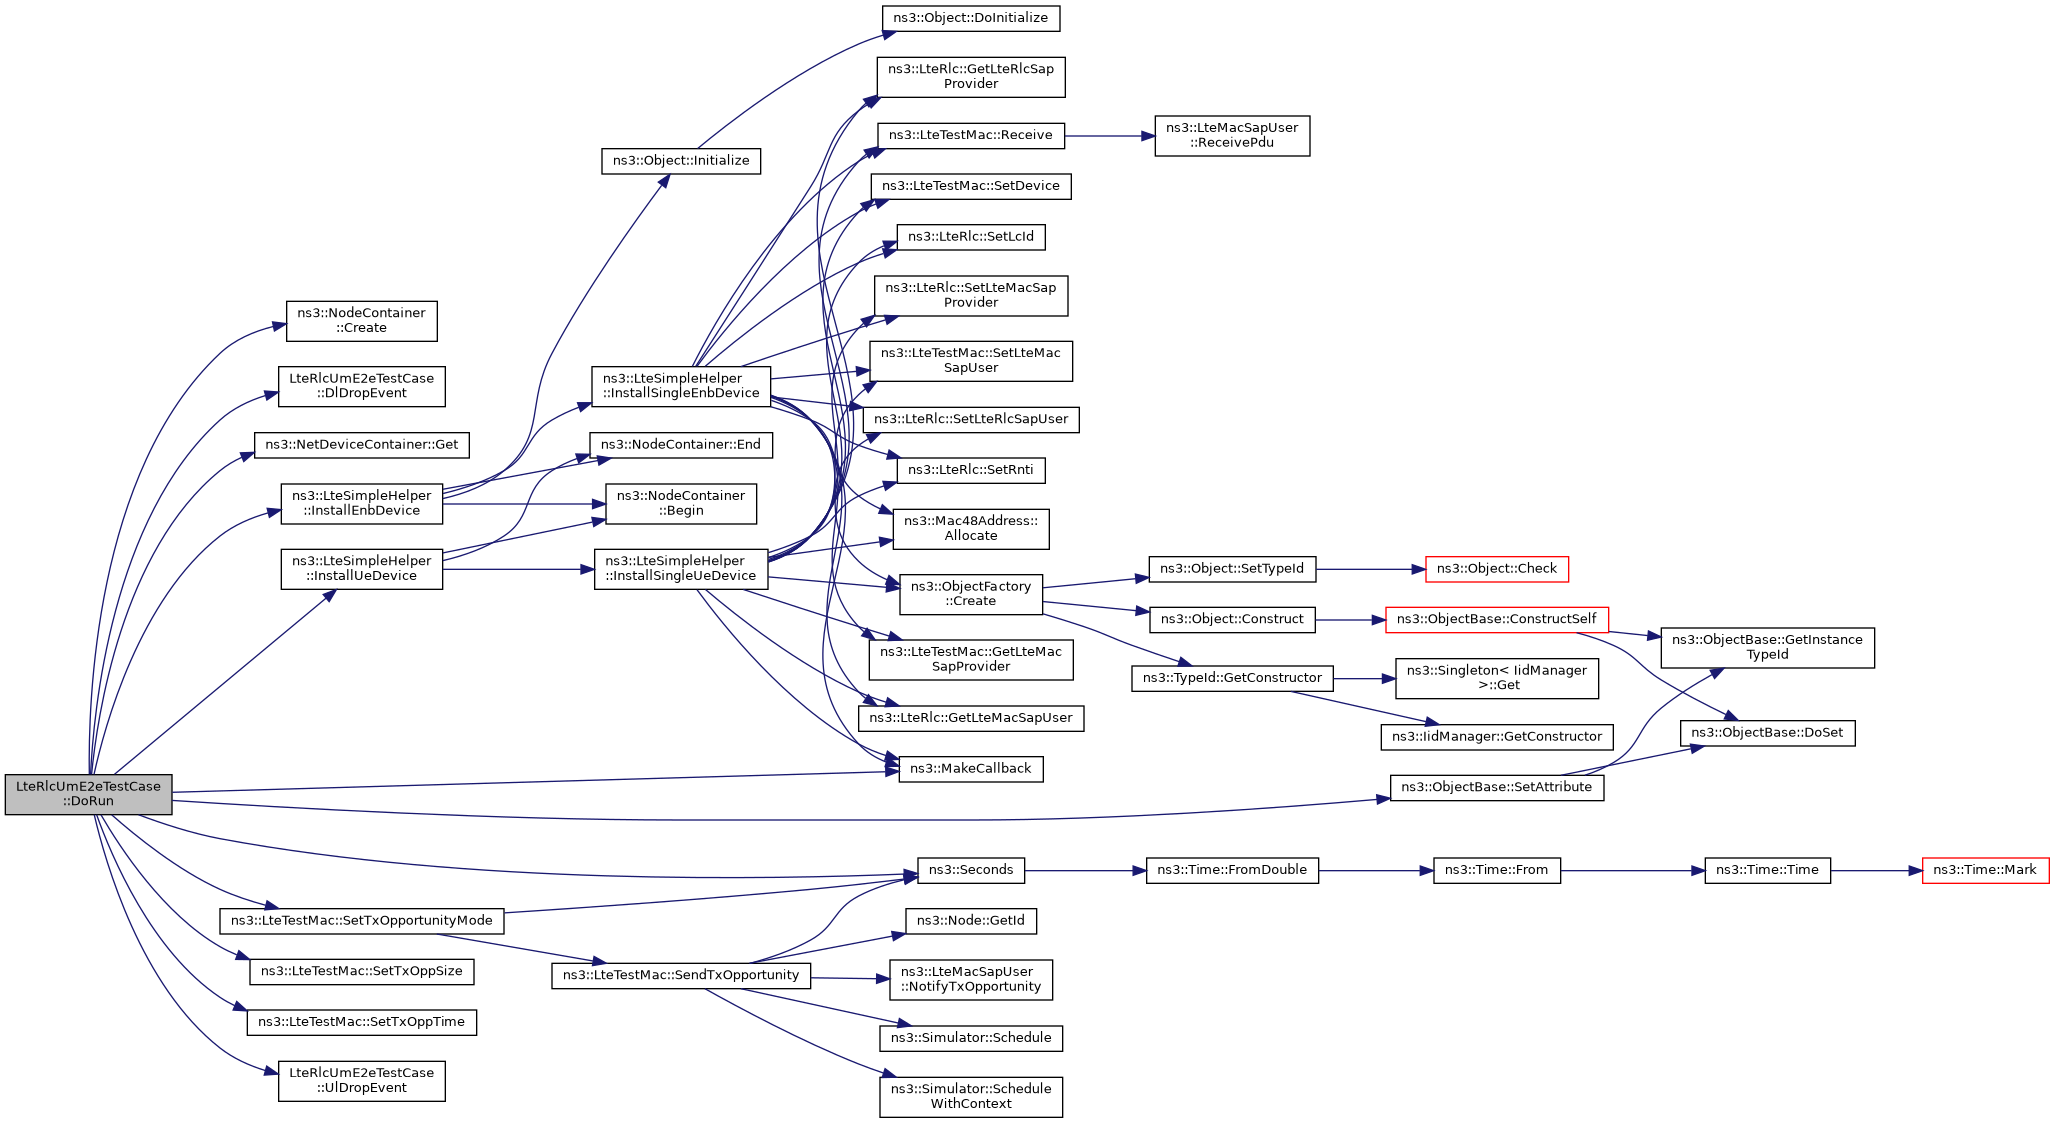 LteRlcUmE2eTestCase
::DoRun
ns3::NodeContainer
::Create
LteRlcUmE2eTestCase
::DlDropEvent
ns3::NetDeviceContainer::Get
ns3::LteSimpleHelper
::InstallEnbDevice
ns3::LteSimpleHelper
::InstallUeDevice
ns3::LteTestMac::SetTxOpportunityMode
ns3::LteTestMac::SetTxOppSize
ns3::LteTestMac::SetTxOppTime
LteRlcUmE2eTestCase
::UlDropEvent
ns3::Object::Initialize
ns3::LteSimpleHelper
::InstallSingleEnbDevice
ns3::NodeContainer::End
ns3::NodeContainer
::Begin
ns3::LteSimpleHelper
::InstallSingleUeDevice
ns3::LteTestMac::SendTxOpportunity
ns3::Object::DoInitialize
ns3::LteRlc::GetLteRlcSap
Provider
ns3::LteTestMac::Receive
ns3::LteTestMac::SetDevice
ns3::LteRlc::SetLcId
ns3::LteRlc::SetLteMacSap
Provider
ns3::LteTestMac::SetLteMac
SapUser
ns3::LteRlc::SetLteRlcSapUser
ns3::LteRlc::SetRnti
ns3::Mac48Address::
Allocate
ns3::ObjectFactory
::Create
ns3::LteTestMac::GetLteMac
SapProvider
ns3::LteRlc::GetLteMacSapUser
ns3::MakeCallback
ns3::Seconds
ns3::Node::GetId
ns3::LteMacSapUser
::NotifyTxOpportunity
ns3::Simulator::Schedule
ns3::Simulator::Schedule
WithContext
ns3::LteMacSapUser
::ReceivePdu
ns3::Object::SetTypeId
ns3::Object::Construct
ns3::TypeId::GetConstructor
ns3::Time::FromDouble
ns3::Object::Check
ns3::ObjectBase::ConstructSelf
ns3::Singleton< IidManager
>::Get
ns3::IidManager::GetConstructor
ns3::ObjectBase::SetAttribute
ns3::Time::From
ns3::ObjectBase::GetInstance
TypeId
ns3::ObjectBase::DoSet
ns3::Time::Time
ns3::Time::Mark